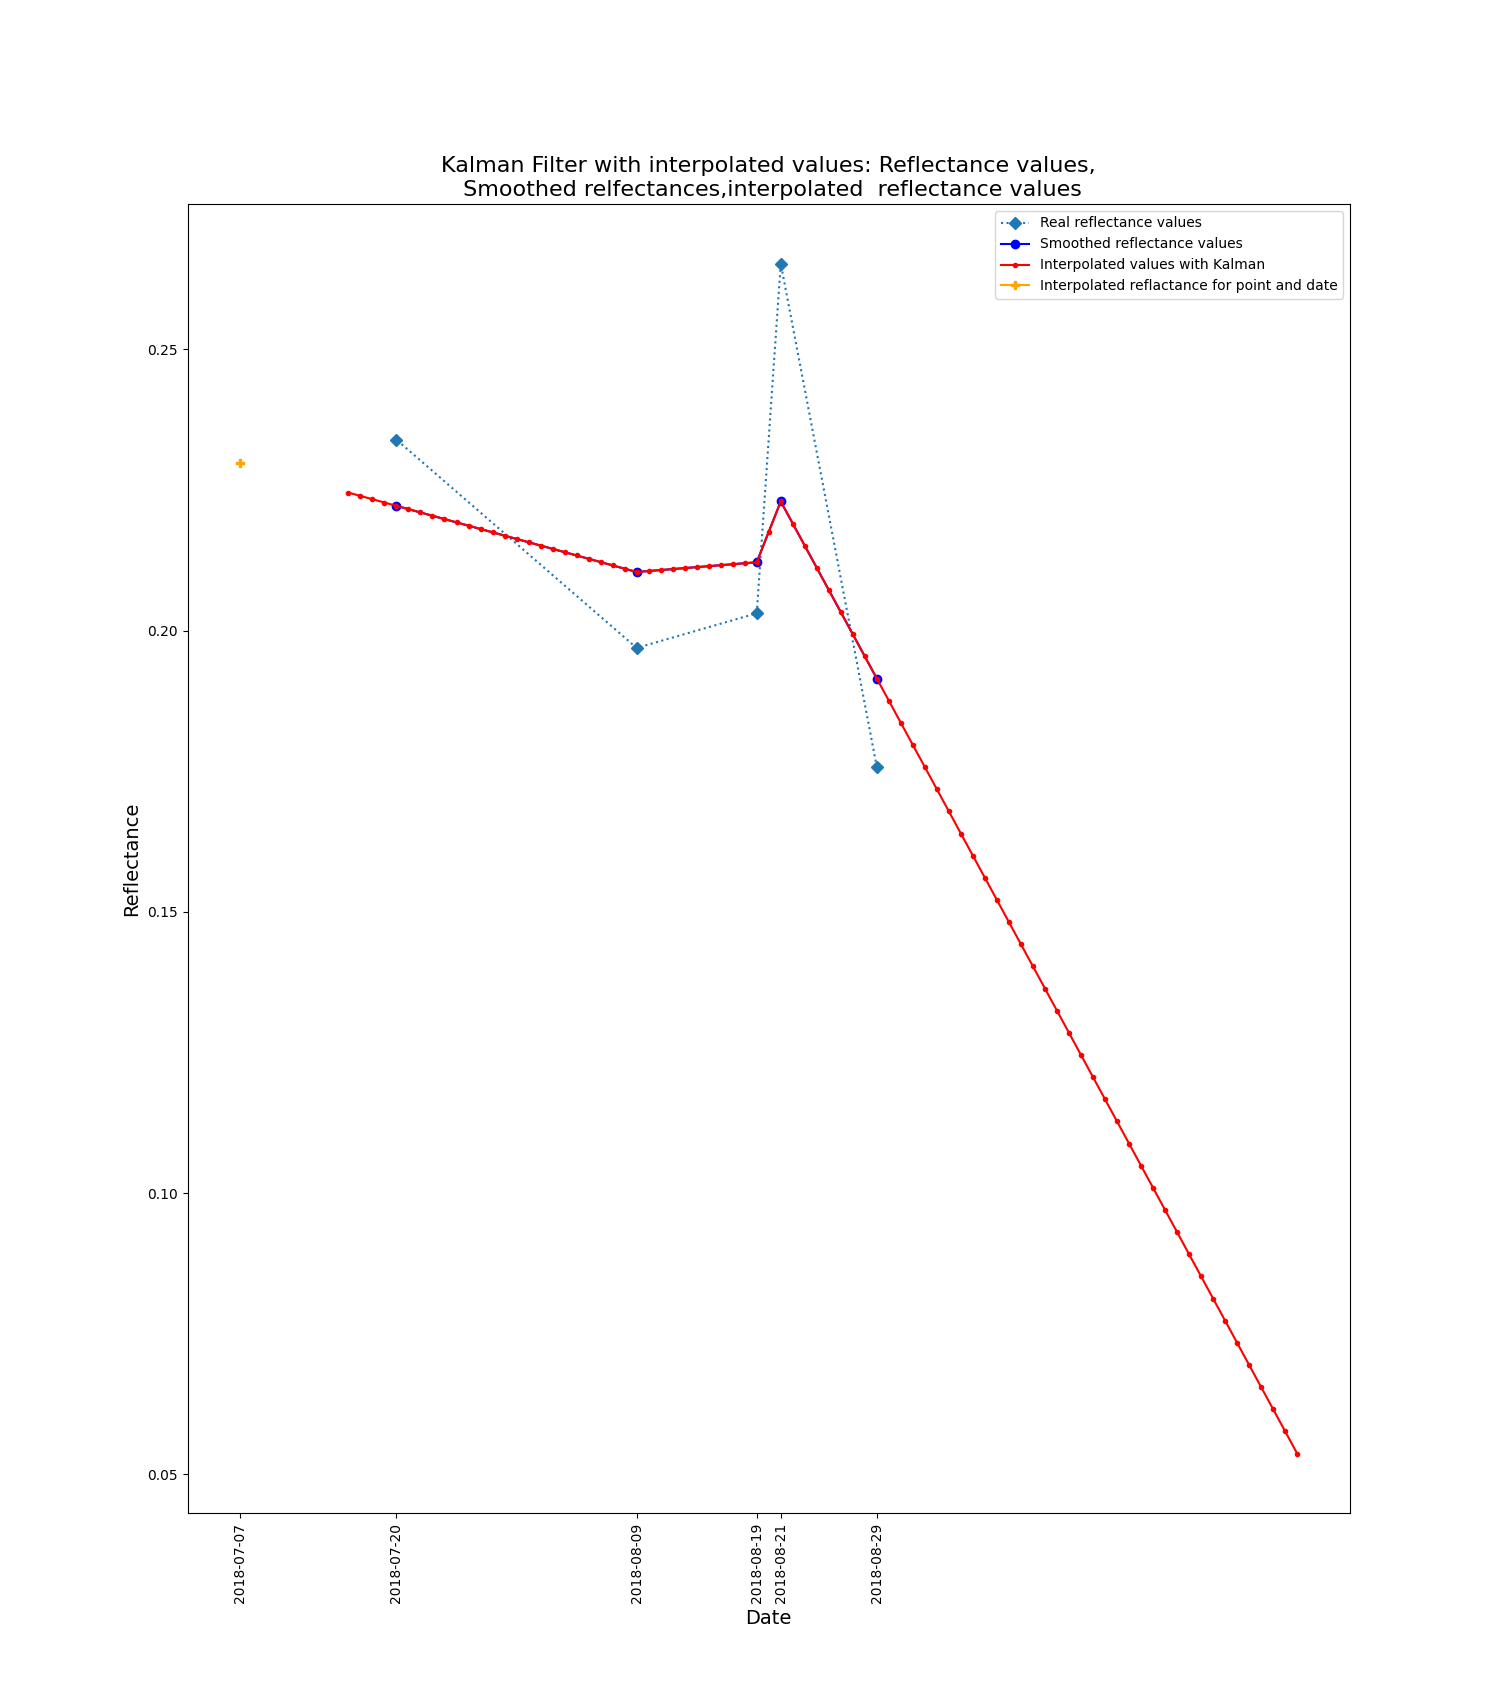 Kalman Filter with interpolated values: Reflectance values,
Smoothed relfectances,interpolated  reflectance values
Real reflectance values
Smoothed reflectance values
Interpolated values with Kalman
Interpolated reflactance for point and date
Reflectance
0.25
0.20
0.15
0.10
0.05
2018-07-07
2018-07-20
2018-08-09
2018-08-19
2018-08-21
2018-08-29
Date